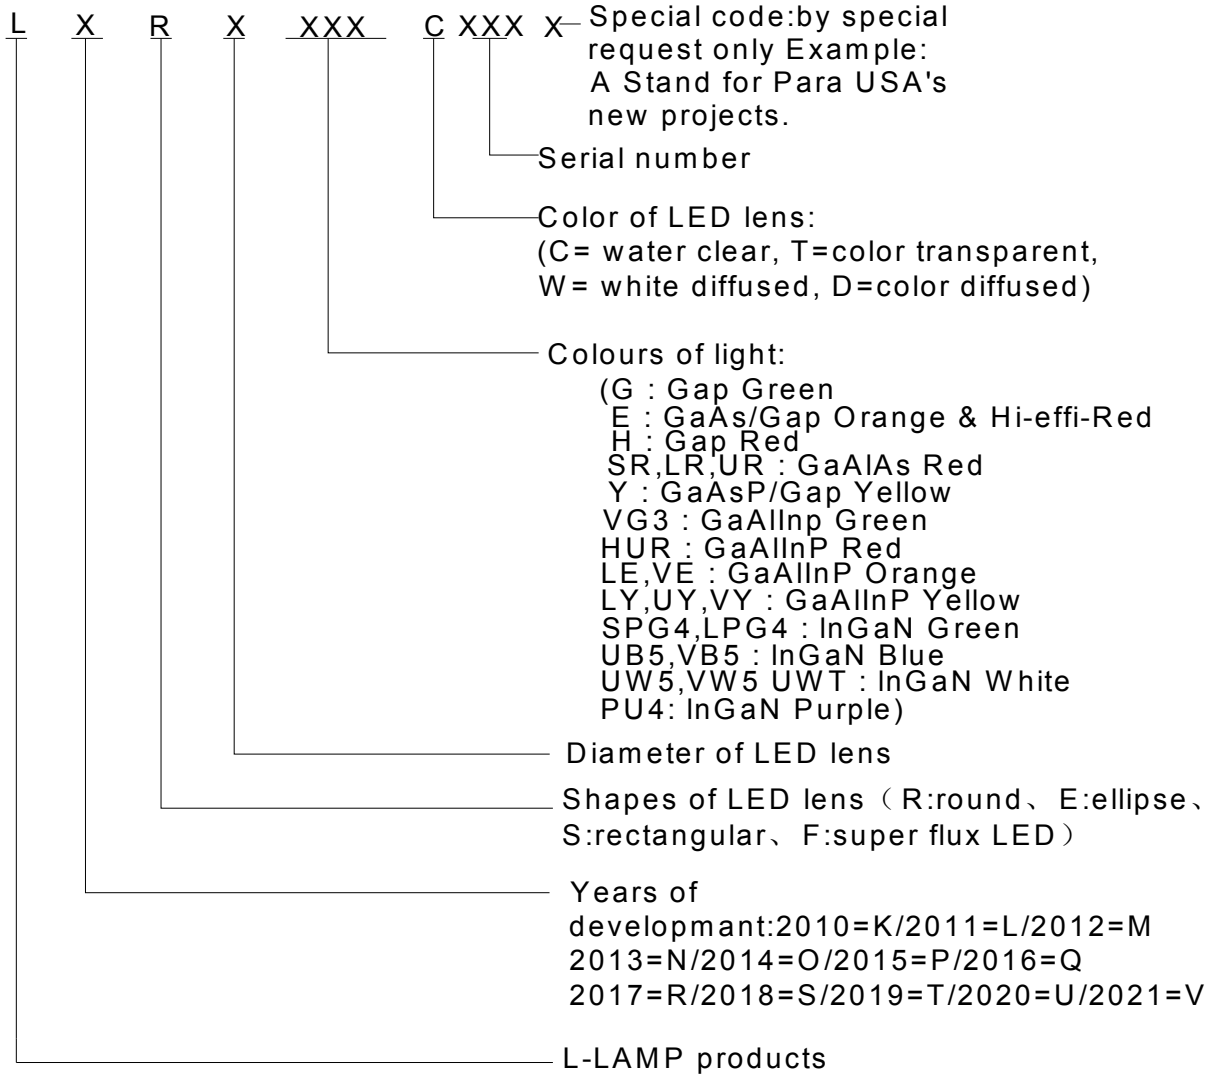 L X R X XXX C XXX X Special code:by special
request only Example:
A Stand for Para USA's
new projects.
Serial number
Color of LED lens:
(C= water clear, T=color transparent,
W= white diffused, D=color diffused)
Colours of light:
(G : Gap Green
E : GaAs/Gap Orange & Hi-effi-Red
H : Gap Red
SR,LR,UR : GaAlAs Red
Y : GaAsP/Gap Yellow
VG3 : GaAlInp Green
HUR : GaAlInP Red
LE,VE : GaAlInP Orange
LY,UY,VY : GaAlInP Yellow
SPG4,LPG4 : InGaN Green
UB5,VB5 : InGaN Blue
UW5,VW5 UWT : InGaN White
PU4: InGaN Purple)
Diameter of LED lens
Shapes of LED lens（R:round、E:ellipse、
S:rectangular、F:super flux LED）
Years of
developmant:2010=K/2011=L/2012=M
2013=N/2014=O/2015=P/2016=Q
2017=R/2018=S/2019=T/2020=U/2021=V
L-LAMP products